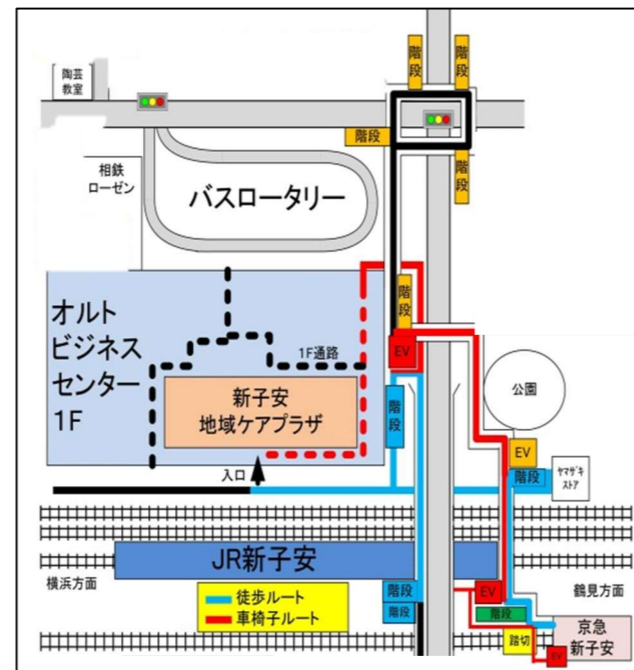 階段
階段
陶芸
教室
階段
階段
相鉄
ローゼン
バスロータリー
階段
オルト
ビジネス
センター
1F
1F通路
EV
公園
新子安
地域ケアプラザ
階段
EV
入口
階段
ヤマザキ
ストア
JR新子安
横浜方面
鶴見方面
徒歩ルート
車椅子ルート
階段
階段
EV
階段
踏切
京急
新子安
EV